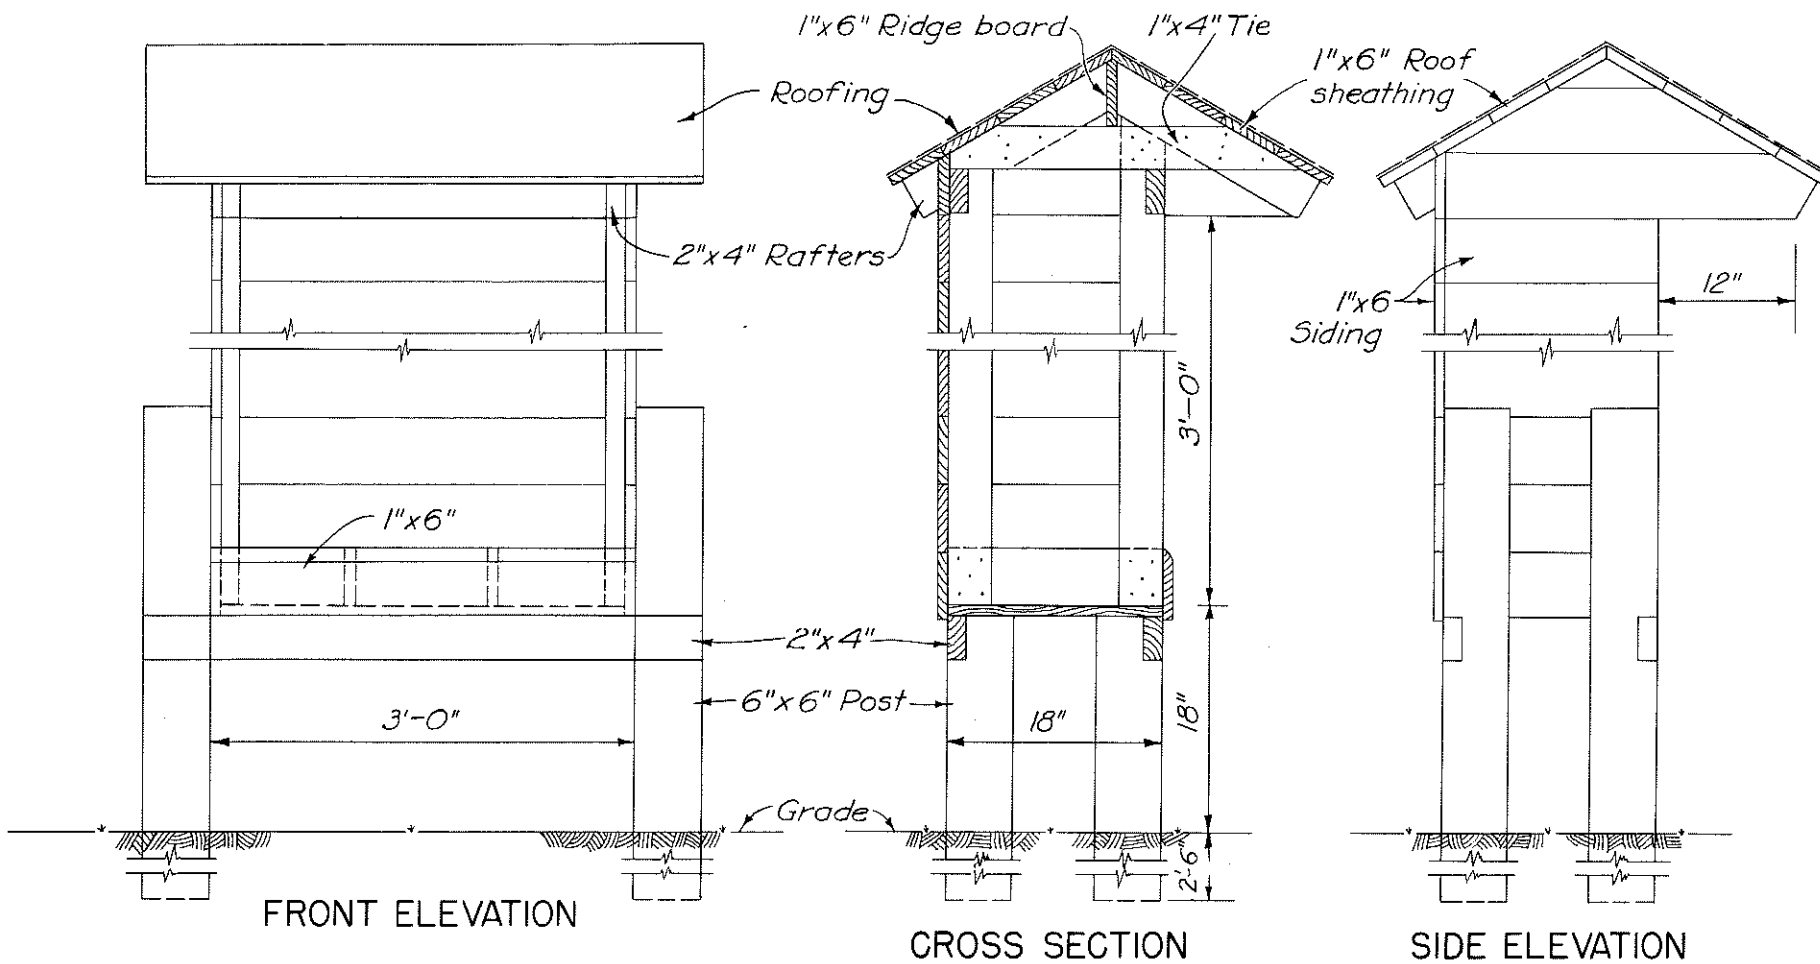 1"x6" Ridge board
1"x4" Tie
Roofing
1"x6" Roof
sheathing
2"x4" Rafters
12"
1"x6
Siding
3'-0"
1"x6"
2"x4"
6"x6" Post
3'-0"
18"
18"
Grade
2'-6"
FRONT ELEVATION
CROSS SECTION
SIDE ELEVATION